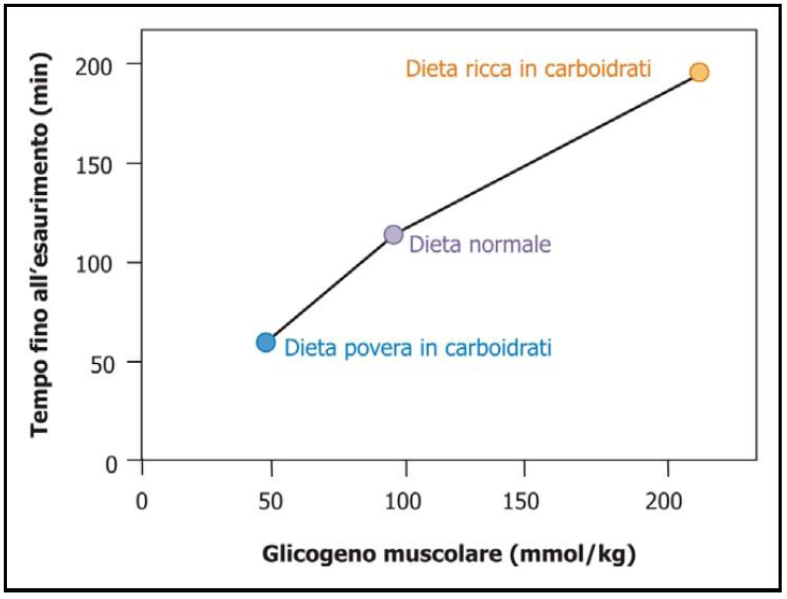 Tempo fino all'esaurimento (min)
200
150
100
50
0
Dieta ricca in carboidrati
Dieta normale
Dieta povera in carboidrati
0 50 100 150 200
Glicogeno muscolare (mmol/kg)